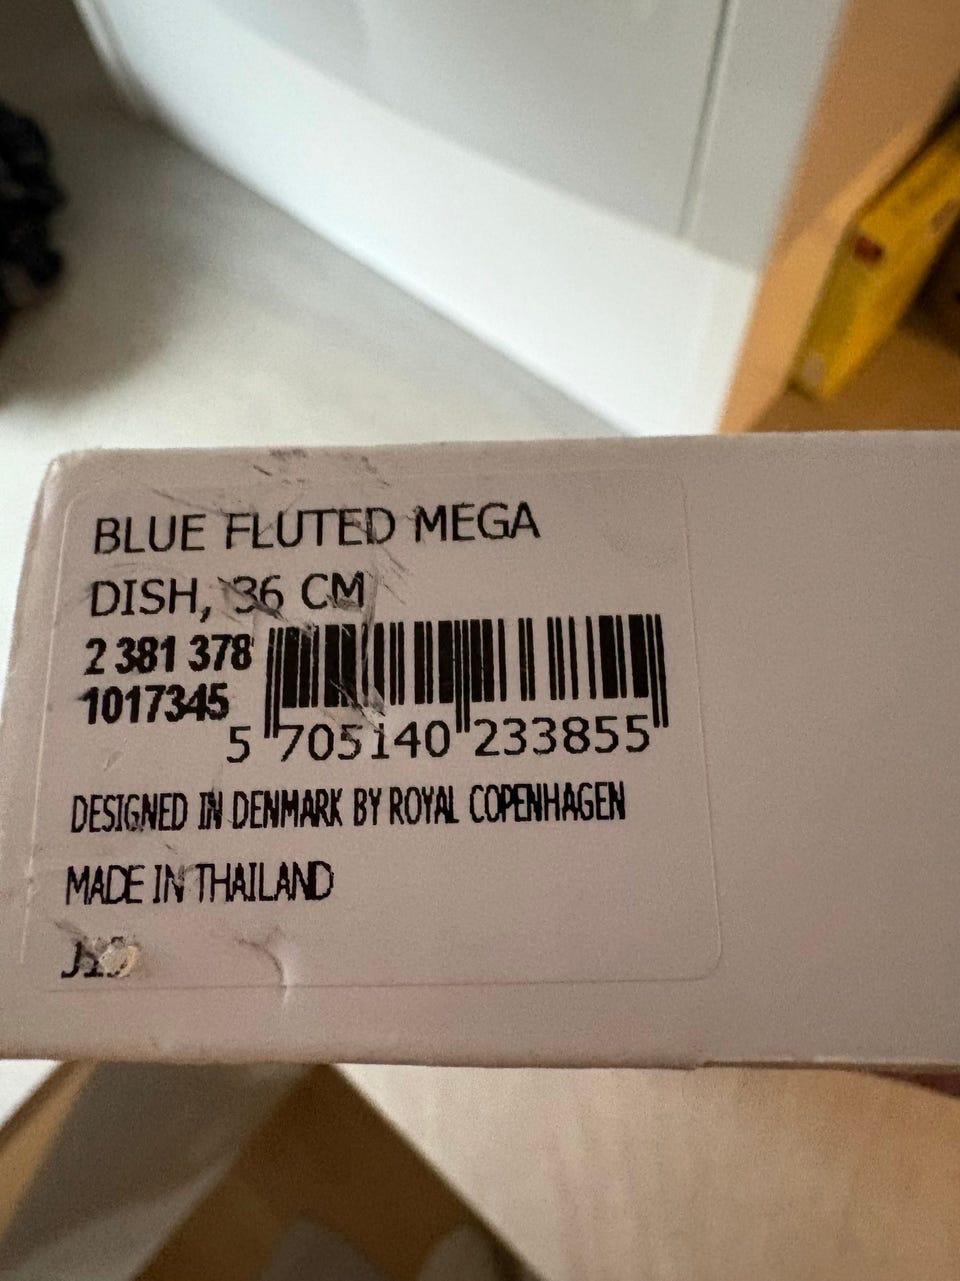 BLUE FLUTED MEGA
DISH, 36 CM
2 381 378
1017345
5 705140 233855
DESIGNED IN DENMARK BY ROYAL COPENHAGEN
MADE IN THAILAND